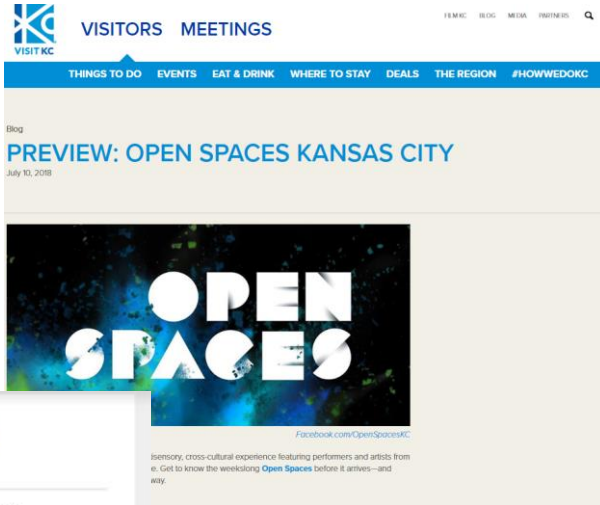 FILMKC BLOG MEDIA PARTNERS
KC
VISIT KC
VISITORS MEETINGS
THINGS TO DO EVENTS EAT & DRINK WHERE TO STAY DEALS THE REGION #HOWWEDOKC
Blog
PREVIEW: OPEN SPACES KANSAS CITY
July 10, 2018
OPEN
SPACES
Facebook.com/OpenSpacesKC
isensory, cross-cultural experience featuring performers and artists from
e. Get to know the weekslong Open Spaces before it arrives—and
way.